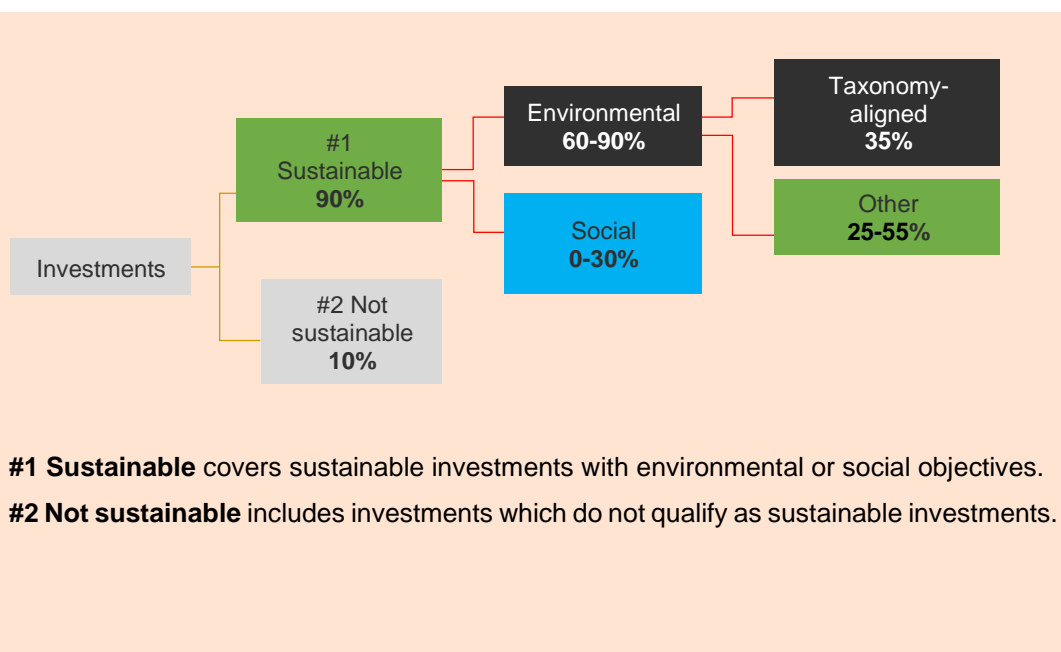 Investments
#1
Sustainable
90%
#2 Not
sustainable
10%
Environmental
60-90%
Social
0-30%
Taxonomy-
aligned
35%
Other
25-55%
#1 Sustainable covers sustainable investments with environmental or social objectives.
#2 Not sustainable includes investments which do not qualify as sustainable investments.